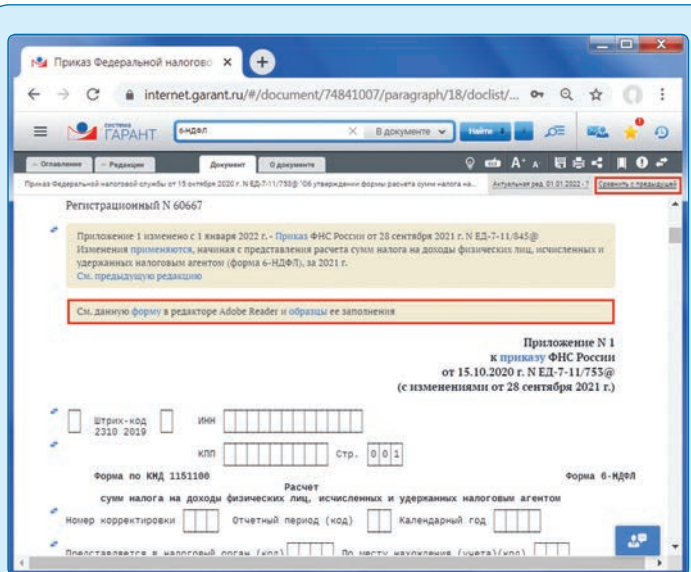 Приказ Федеральной налогово
internet.garant.ru/#/document/74841007/paragraph/18/doclist/...
СИСТЕМА
ГАРАНТ
6-НДФЛ
В документе
Найти
Оглавление
Редакции
Документ
О документе
Приказ Федеральной налоговой службы от 15 октября 2020 г. N ЕД-7-11/753@ "Об утверждении формы расчета сумм налога на...
Актуальная ред. 01.01.2022 - ?
Сравнить с предыдущей
Регистрационный N 60667
Приложение 1 изменено с 1 января 2022 г. - Приказ ФНС России от 28 сентября 2021 г. N ЕД-7-11/845@
Изменения применяются, начиная с представления расчета сумм налога на доходы физических лиц, исчисленных и
удержанных налоговым агентом (форма 6-НДФЛ), за 2021 г.
См. предыдущую редакцию
См. данную форму в редакторе Adobe Reader и образцы ее заполнения
Приложение N 1
к приказу ФНС России
от 15.10.2020 г. N ЕД-7-11/753@
(с изменениями от 28 сентября 2021 г.)
Штрих-код
2310 2019
ИНН
КПП
Стр. 0 0 1
Форма по КНД 1151100
Форма 6-НДФЛ
Расчет
сумм налога на доходы физических лиц, исчисленных и удержанных налоговым агентом
Номер корректировки
Отчетный период (код)
Календарный год
Представляется в налоговый орган (код)
По месту нахождения (учета)(код)